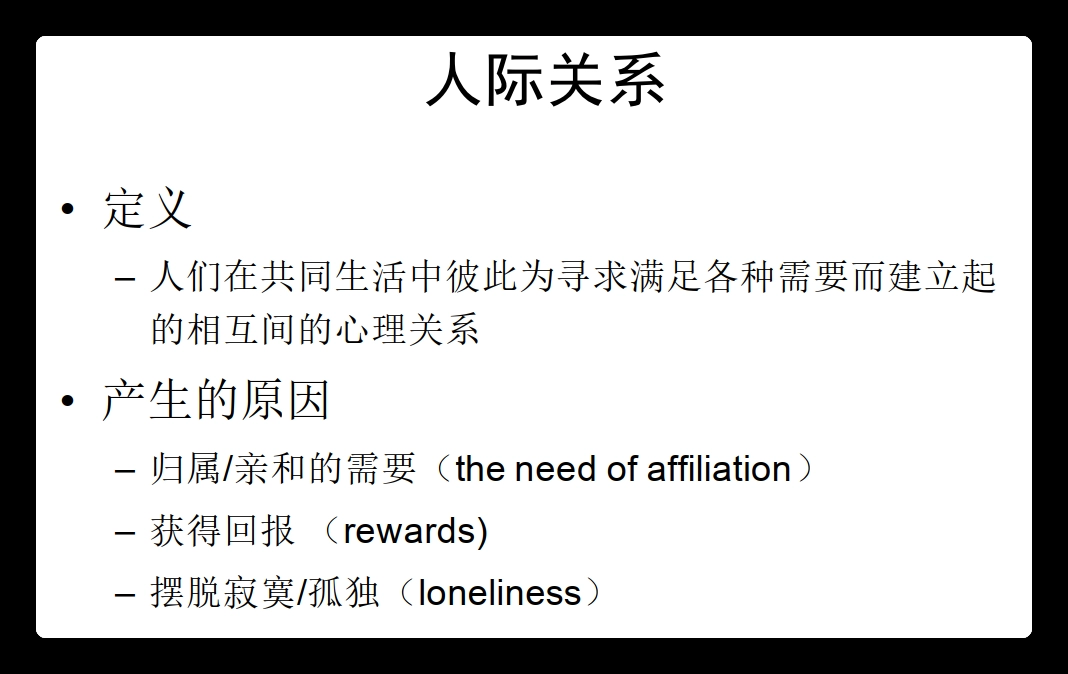 人际关系
• 定义
– 人们在共同生活中彼此为寻求满足各种需要而建立起
的相互间的心理关系
• 产生的原因
– 归属/亲和的需要（the need of affiliation）
– 获得回报 （rewards)
– 摆脱寂寞/孤独（loneliness）